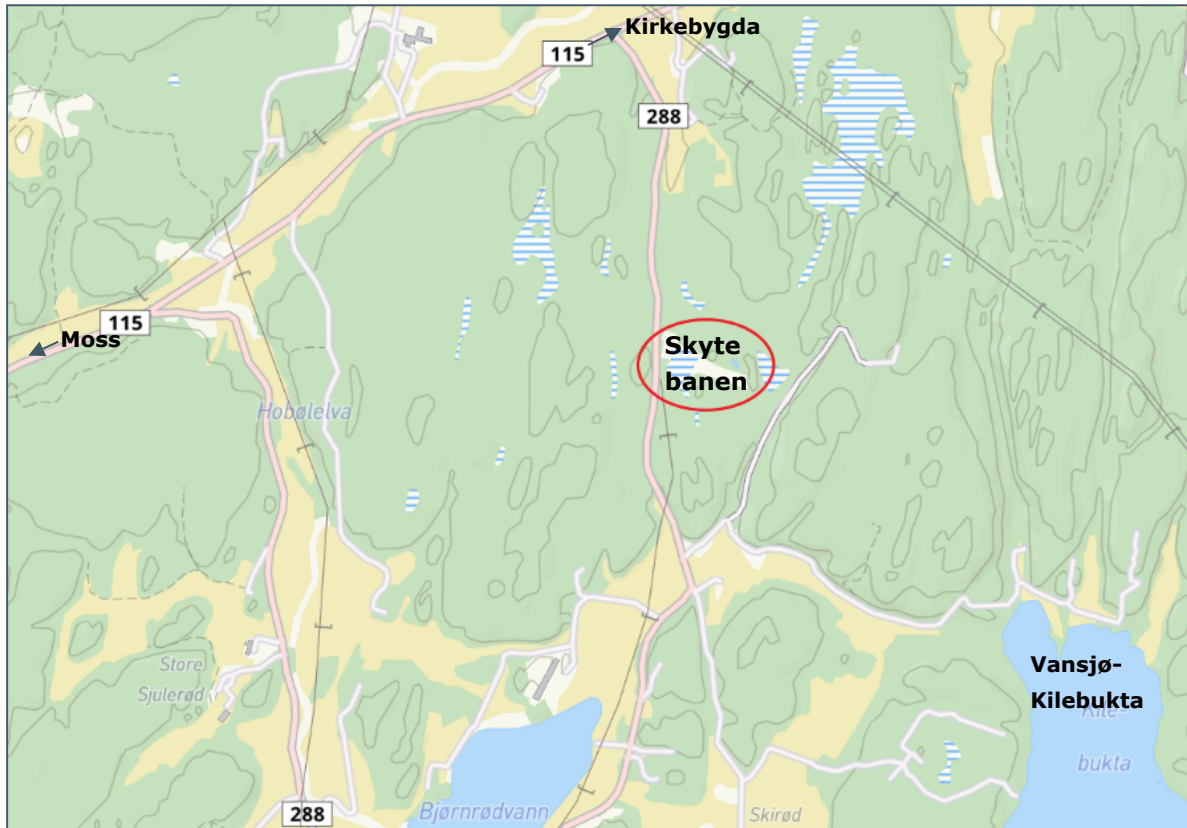 Kirkebygda
115
288
115
Moss
Skyte
banen
Hobølelva
Store
Sjulerød
Vansjø-
Kilebukta
Kile-
bukta
288
Bjørnrødvann
Skirød